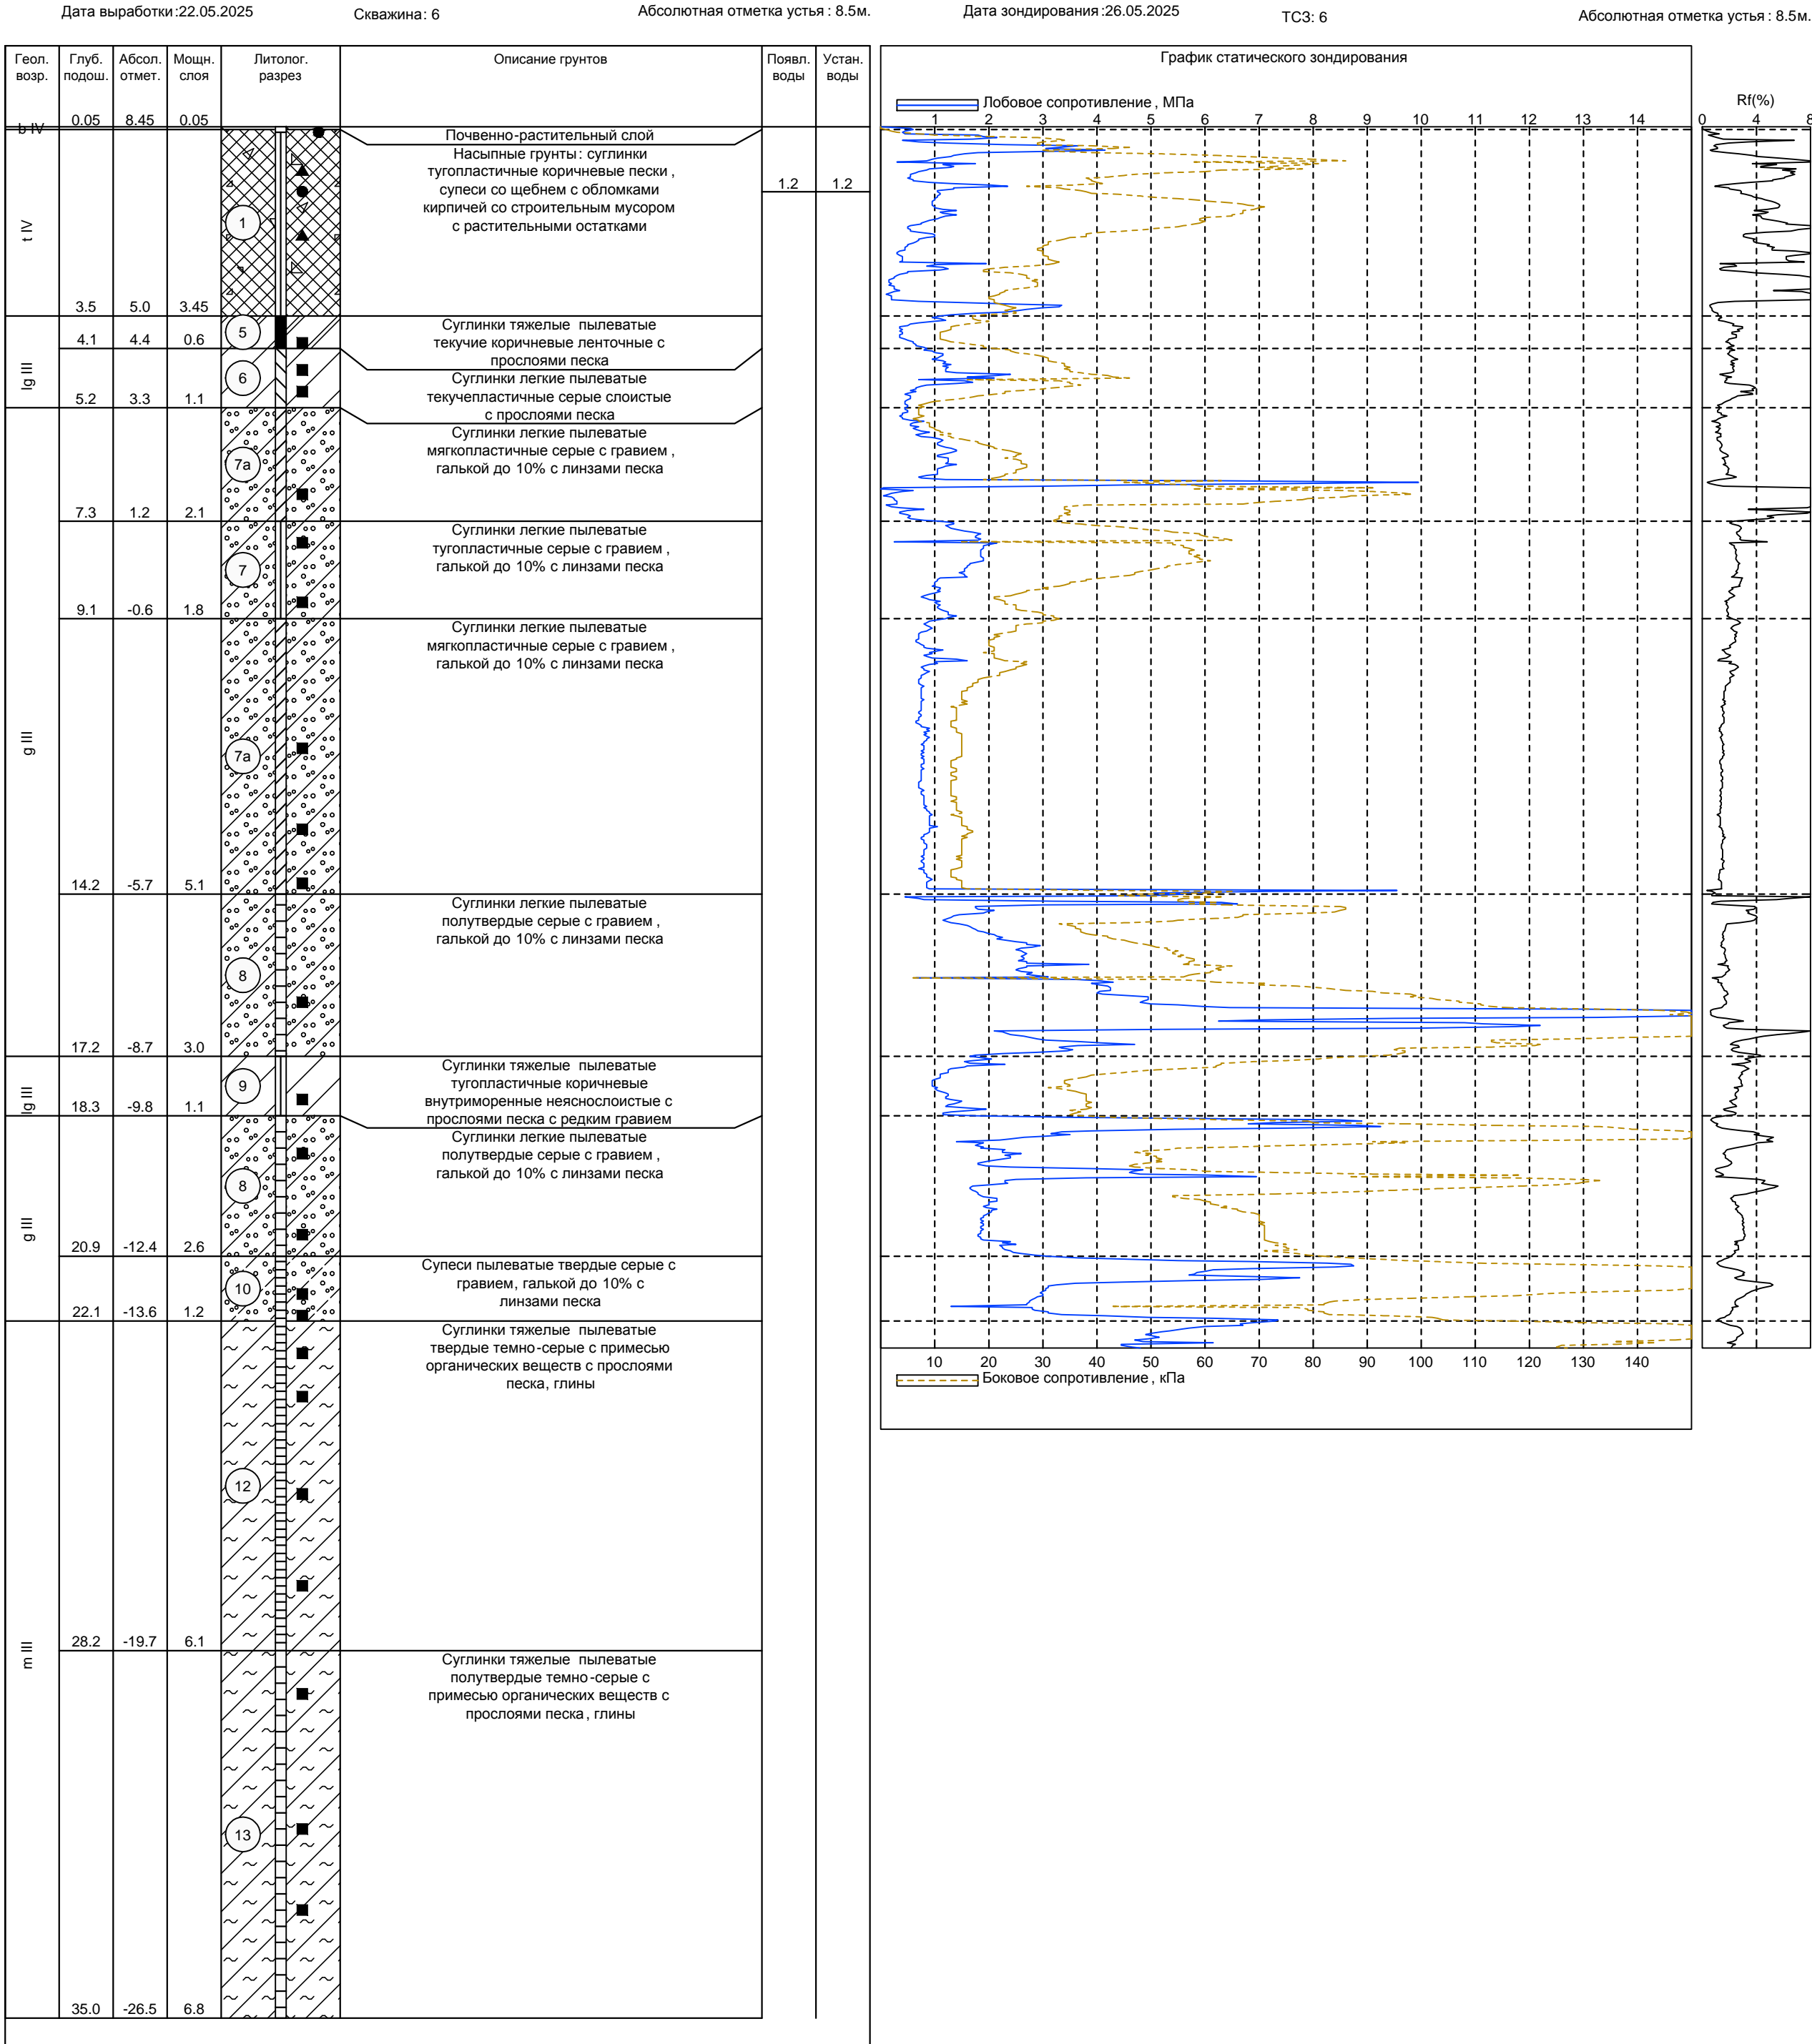 Дата выработки:22.05.2025
Скважина: 6
Абсолютная отметка устья : 8.5м.
Дата зондирования:26.05.2025
ТСЗ: 6
Абсолютная отметка устья : 8.5м.
Геол. возр.
Глуб. подош.
Абсол. отмет.
Мощн. слоя
Литолог. разрез
Описание грунтов
Появл. воды
Устан. воды
b IV
0.05 8.45 0.05
Почвенно-растительный слой
t IV
1
3.5 5.0 3.45
Насыпные грунты: суглинки
тугопластичные коричневые пески ,
супеси со щебнем с обломками
кирпичей со строительным мусором
с растительными остатками
1.2 1.2
lg III
5
4.1 4.4 0.6
Суглинки тяжелые пылеватые
текучие коричневые ленточные с
прослоями песка
6
5.2 3.3 1.1
Суглинки легкие пылеватые
текучепластичные серые слоистые
с прослоями песка
g III
7а
7.3 1.2 2.1
Суглинки легкие пылеватые
мягкопластичные серые с гравием ,
галькой до 10% с линзами песка
7
9.1 -0.6 1.8
Суглинки легкие пылеватые
тугопластичные серые с гравием ,
галькой до 10% с линзами песка
7а
14.2 -5.7 5.1
Суглинки легкие пылеватые
мягкопластичные серые с гравием ,
галькой до 10% с линзами песка
8
17.2 -8.7 3.0
Суглинки легкие пылеватые
полутвердые серые с гравием ,
галькой до 10% с линзами песка
lg III
9
18.3 -9.8 1.1
Суглинки тяжелые пылеватые
тугопластичные коричневые
внутриморенные неяснослоистые с
прослоями песка с редким гравием
g III
8
20.9 -12.4 2.6
Суглинки легкие пылеватые
полутвердые серые с гравием ,
галькой до 10% с линзами песка
10
22.1 -13.6 1.2
Супеси пылеватые твердые серые с
гравием, галькой до 10% с
линзами песка
m III
12
28.2 -19.7 6.1
Суглинки тяжелые пылеватые
твердые темно-серые с примесью
органических веществ с прослоями
песка, глины
13
35.0 -26.5 6.8
Суглинки тяжелые пылеватые
полутвердые темно-серые с
примесью органических веществ с
прослоями песка, глины
График статического зондирования
Лобовое сопротивление , МПа
1 2 3 4 5 6 7 8 9 10 11 12 13 14
10 20 30 40 50 60 70 80 90 100 110 120 130 140
Боковое сопротивление , кПа
Rf(%)
0 4 8